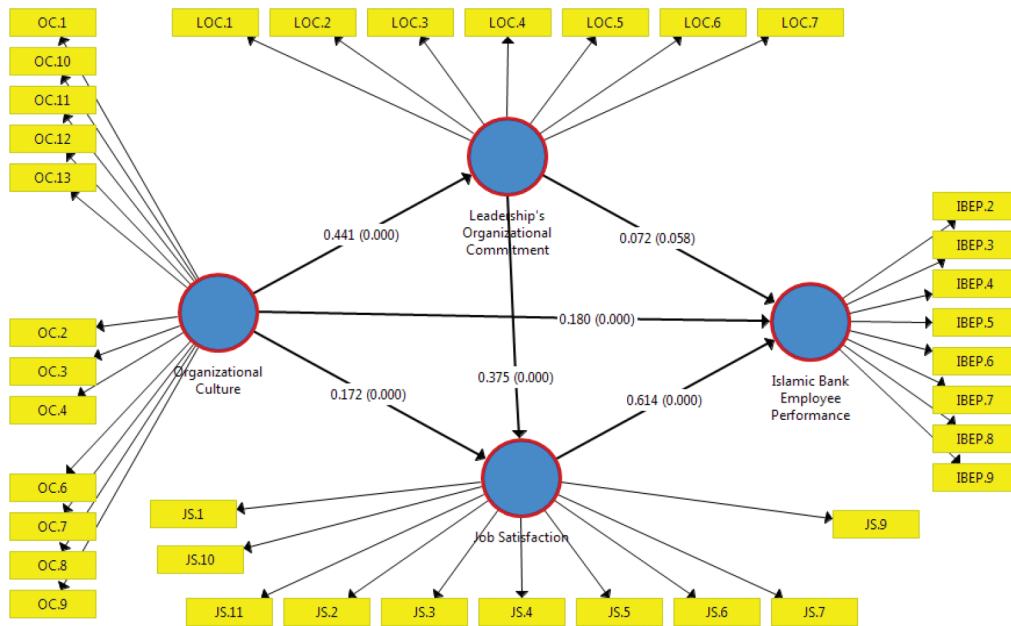 OC.1
OC.10
OC.11
OC.12
OC.13
OC.2
OC.3
OC.4
OC.6
OC.7
OC.8
OC.9
LOC.1
LOC.2
LOC.3
LOC.4
LOC.5
LOC.6
LOC.7
Leadership's
Organizational
Commitment
0.441 (0.000)
0.072 (0.058)
0.180 (0.000)
0.375 (0.000)
0.172 (0.000)
0.614 (0.000)
Organizational
Culture
Islamic Bank
Employee
Performance
IBEP.2
IBEP.3
IBEP.4
IBEP.5
IBEP.6
IBEP.7
IBEP.8
IBEP.9
Job Satisfaction
JS.1
JS.10
JS.11
JS.2
JS.3
JS.4
JS.5
JS.6
JS.7
JS.9